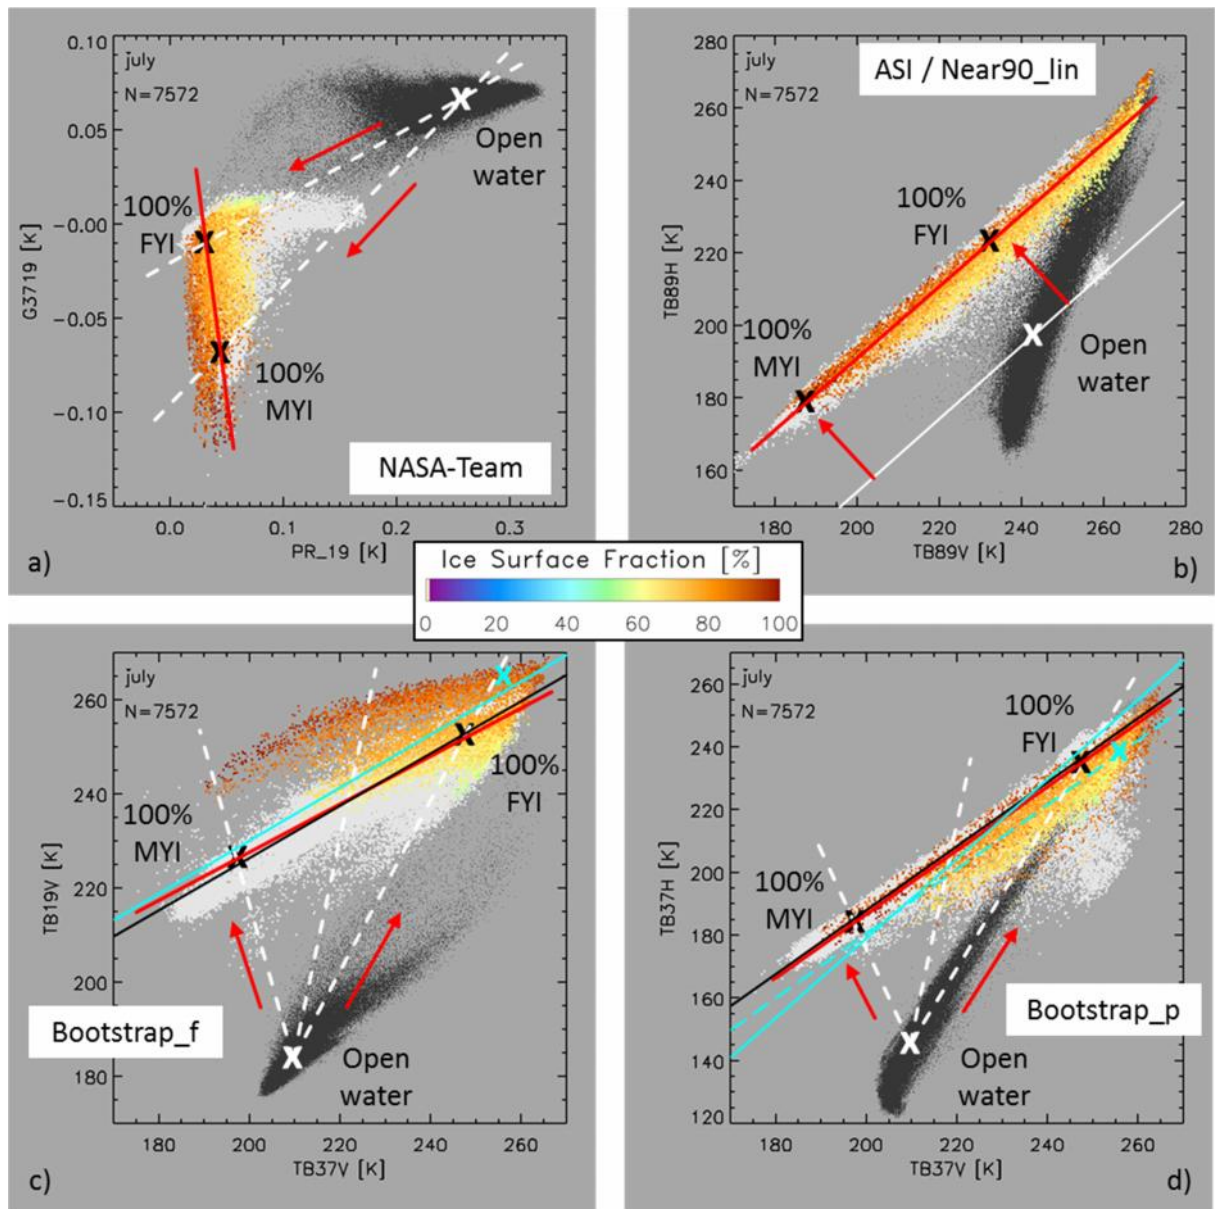 july
N=7572
0.10
0.05
-0.00
-0.05
-0.10
-0.15
G3719 [K]
100%
FYI
Open
water
100%
MYI
NASA-Team
0.0
0.1
0.2
0.3
PR_19 [K]
a)
july
N=7572
ASI / Near90_lin
280
260
240
220
200
180
160
TB89H [K]
100%
FYI
100%
MYI
Open
water
180
200
220
240
260
280
TB89V [K]
b)
Ice Surface Fraction [%]
0
20
40
60
80
100
july
N=7572
260
240
220
200
180
TB19V [K]
100%
MYI
100%
FYI
Bootstrap_f
Open
water
180
200
220
240
260
TB37V [K]
c)
july
N=7572
260
240
220
200
180
160
140
120
TB37H [K]
100%
FYI
100%
MYI
Bootstrap_p
Open
water
180
200
220
240
260
TB37V [K]
d)